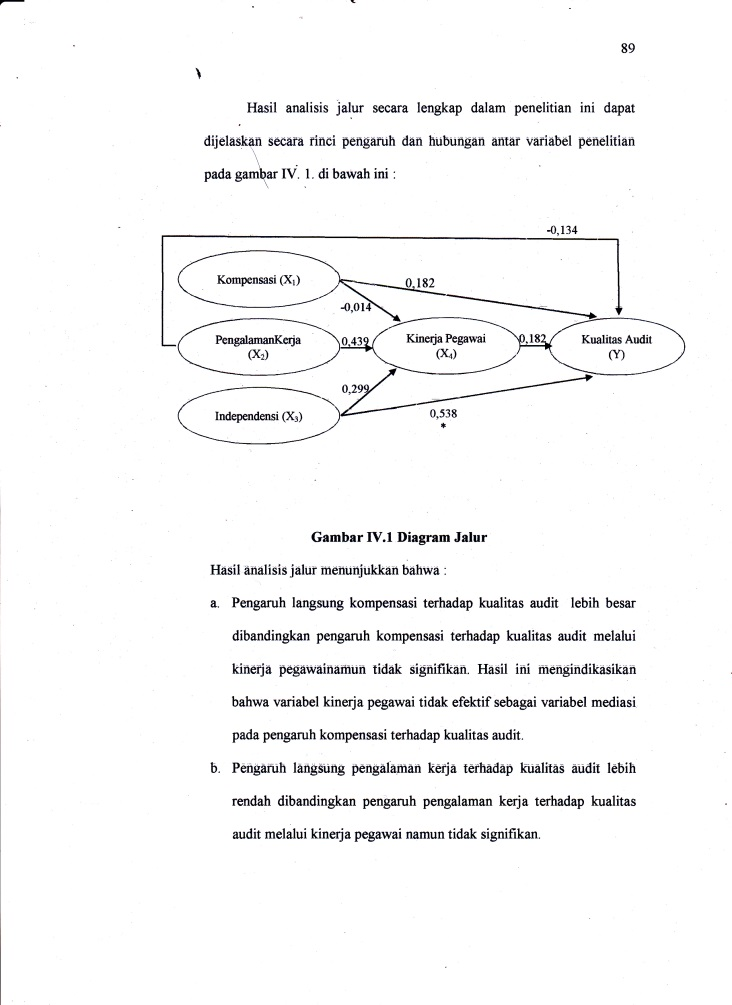 89
Hasil analisis jalur secara lengkap dalam penelitian ini dapat
dijelaskan secara rinci pengaruh dan hubungan antar variabel penelitian
pada gambar IV. 1. di bawah ini :
-0,134
Kompensasi (X₁)
0,182
-0,014
PengalamanKerja
(X₂)
0,439
Kinerja Pegawai
(X₄)
0,182
Kualitas Audit
(Y)
0,299
Independensi (X₃)
0,538
*
Gambar IV.1 Diagram Jalur
Hasil analisis jalur menunjukkan bahwa :
a. Pengaruh langsung kompensasi terhadap kualitas audit lebih besar
dibandingkan pengaruh kompensasi terhadap kualitas audit melalui
kinerja pegawainamun tidak signifikan. Hasil ini mengindikasikan
bahwa variabel kinerja pegawai tidak efektif sebagai variabel mediasi
pada pengaruh kompensasi terhadap kualitas audit.
b. Pengaruh langsung pengalaman kerja terhadap kualitas audit lebih
rendah dibandingkan pengaruh pengalaman kerja terhadap kualitas
audit melalui kinerja pegawai namun tidak signifikan.